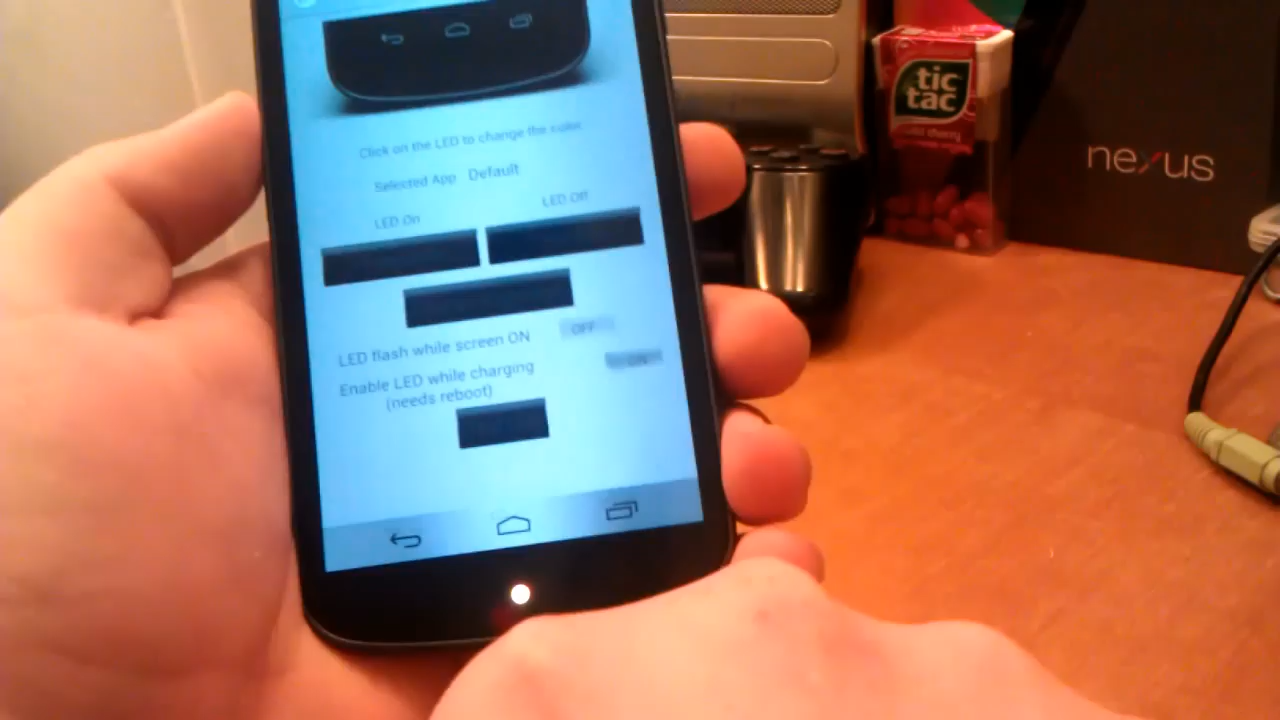 Click on the LED to change the color.
Selected App Default
LED On
LED Off
LED flash while screen ON
OFF
Enable LED while charging
ON
(needs reboot)
tic
tac
nexus